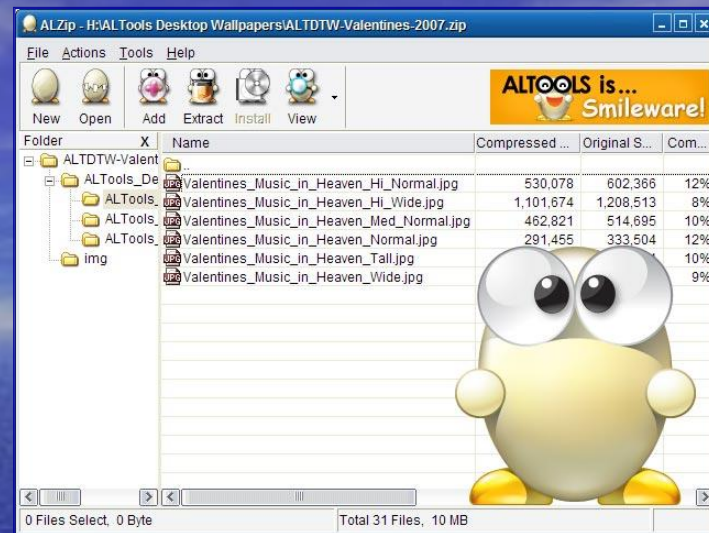 ALZip - H:\ALTools Desktop Wallpapers\ALTDTW-Valentines-2007.zip
File Actions Tools Help
New Open Add Extract Install View
ALTOOLS is...
Smileware!
Folder X Name Compressed ... Original S... Com...
ALTDTW-Valent
..
ALTools_De
Valentines_Music_in_Heaven_Hi_Normal.jpg 530,078 602,366 12%
ALTools_
Valentines_Music_in_Heaven_Hi_Wide.jpg 1,101,674 1,208,513 8%
ALTools_
Valentines_Music_in_Heaven_Med_Normal.jpg 462,821 514,695 10%
ALTools_
Valentines_Music_in_Heaven_Normal.jpg 291,455 333,504 12%
img
Valentines_Music_in_Heaven_Tall.jpg 10%
Valentines_Music_in_Heaven_Wide.jpg 9%
0 Files Select, 0 Byte Total 31 Files, 10 MB